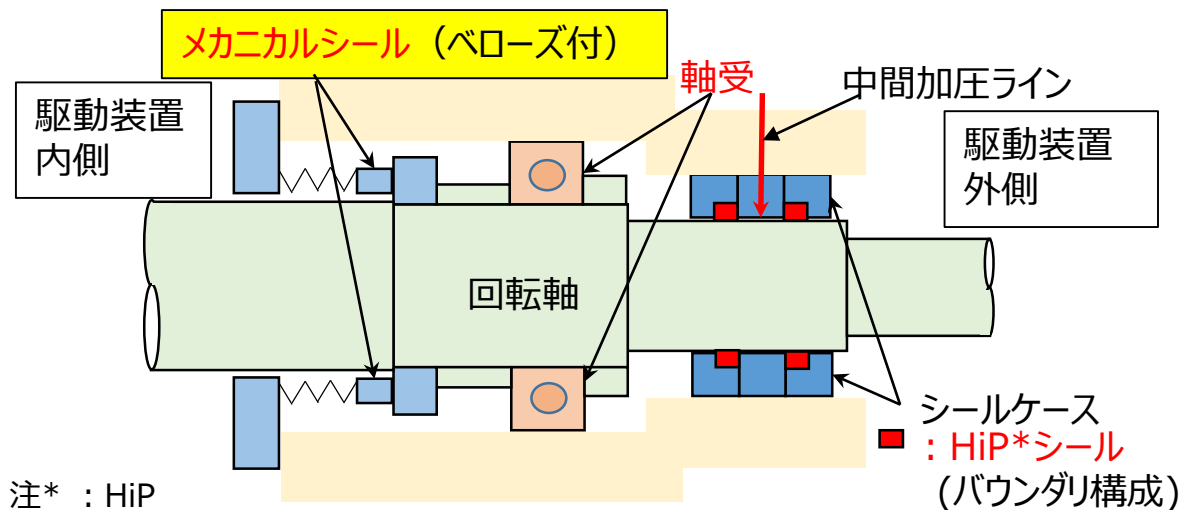 メカニカルシール（ベローズ付）
軸受
中間加圧ライン
駆動装置
内側
駆動装置
外側
回転軸
シールケース
：HiP*シール
(バウンダリ構成)
注* ：HiP